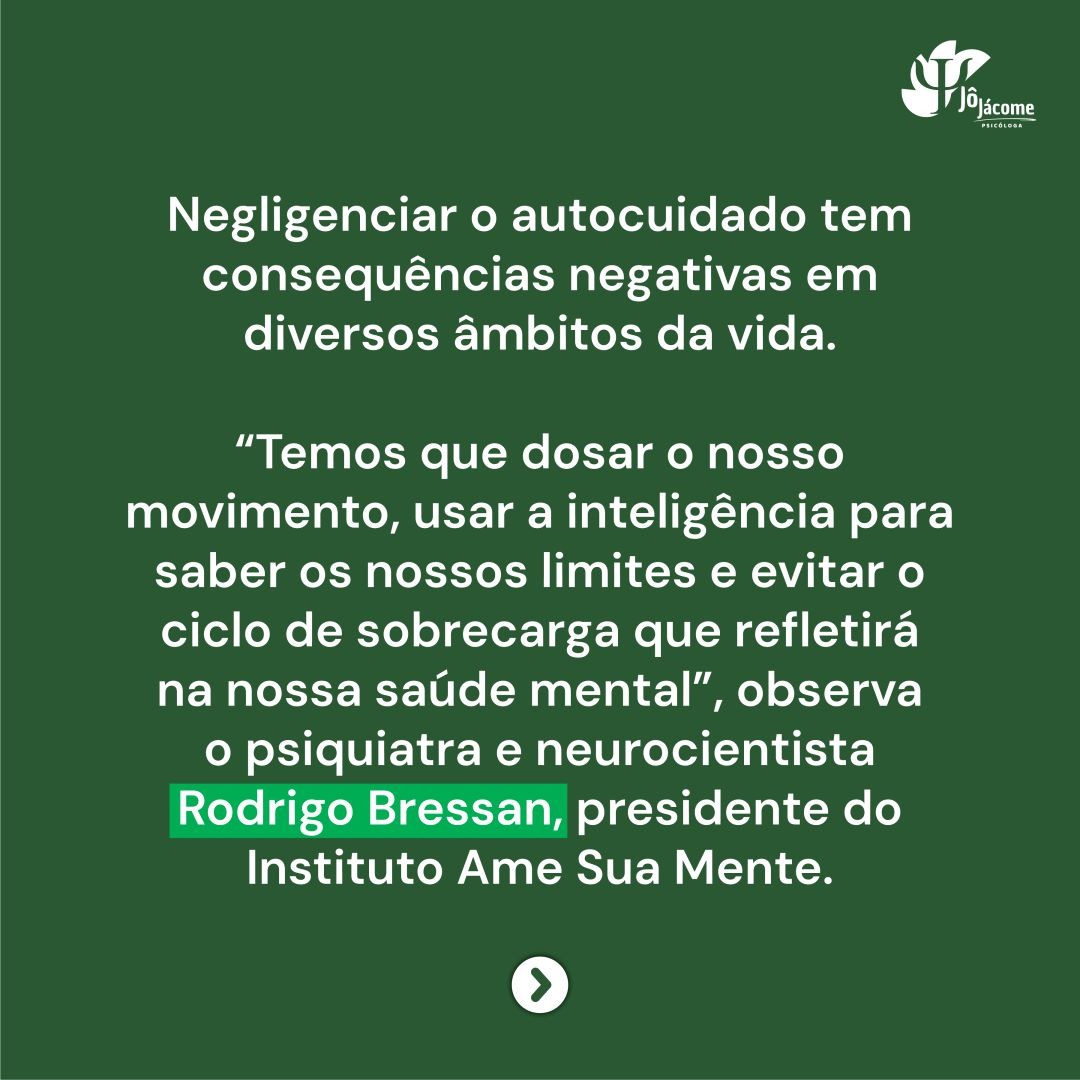 Jô
Jácome
PSICÓLOGA
Negligenciar o autocuidado tem
consequências negativas em
diversos âmbitos da vida.
“Temos que dosar o nosso
movimento, usar a inteligência para
saber os nossos limites e evitar o
ciclo de sobrecarga que refletirá
na nossa saúde mental”, observa
o psiquiatra e neurocientista
Rodrigo Bressan, presidente do
Instituto Ame Sua Mente.